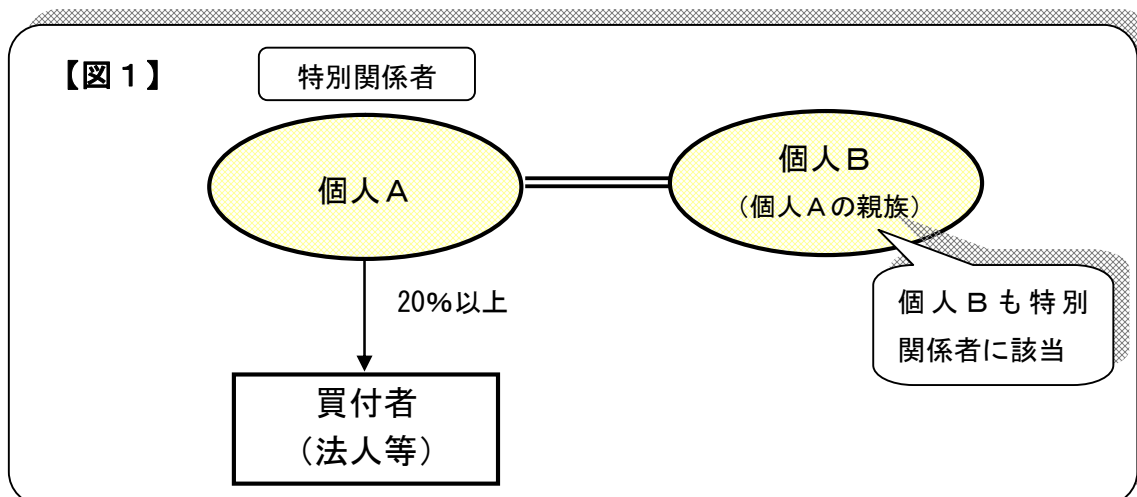 【図１】
特別関係者
個人Ａ
個人Ｂ
（個人Ａの親族）
20％以上
個人Ｂも特別
関係者に該当
買付者
（法人等）